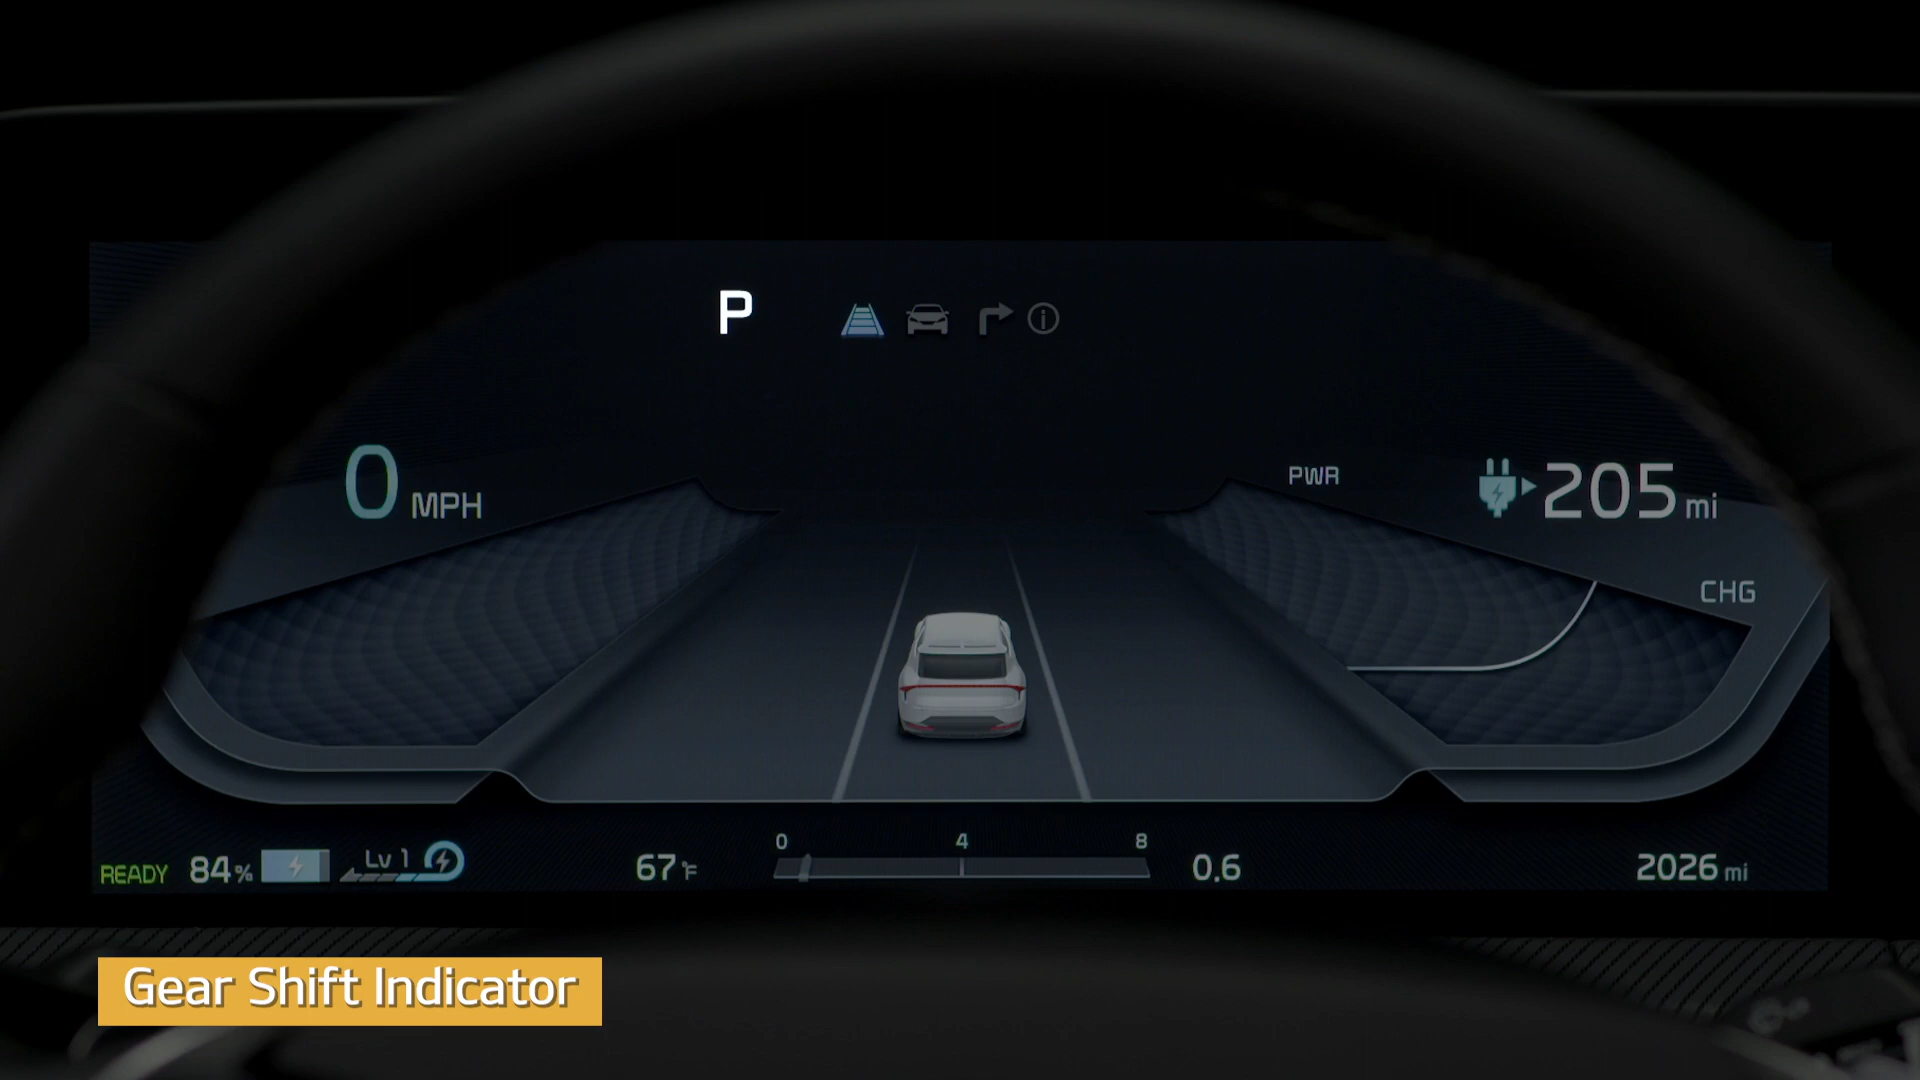 P
0 MPH
PWR
205 mi
CHG
0 4 8
READY 84% Lv 1 67°F 0.6 2026 mi
Gear Shift Indicator